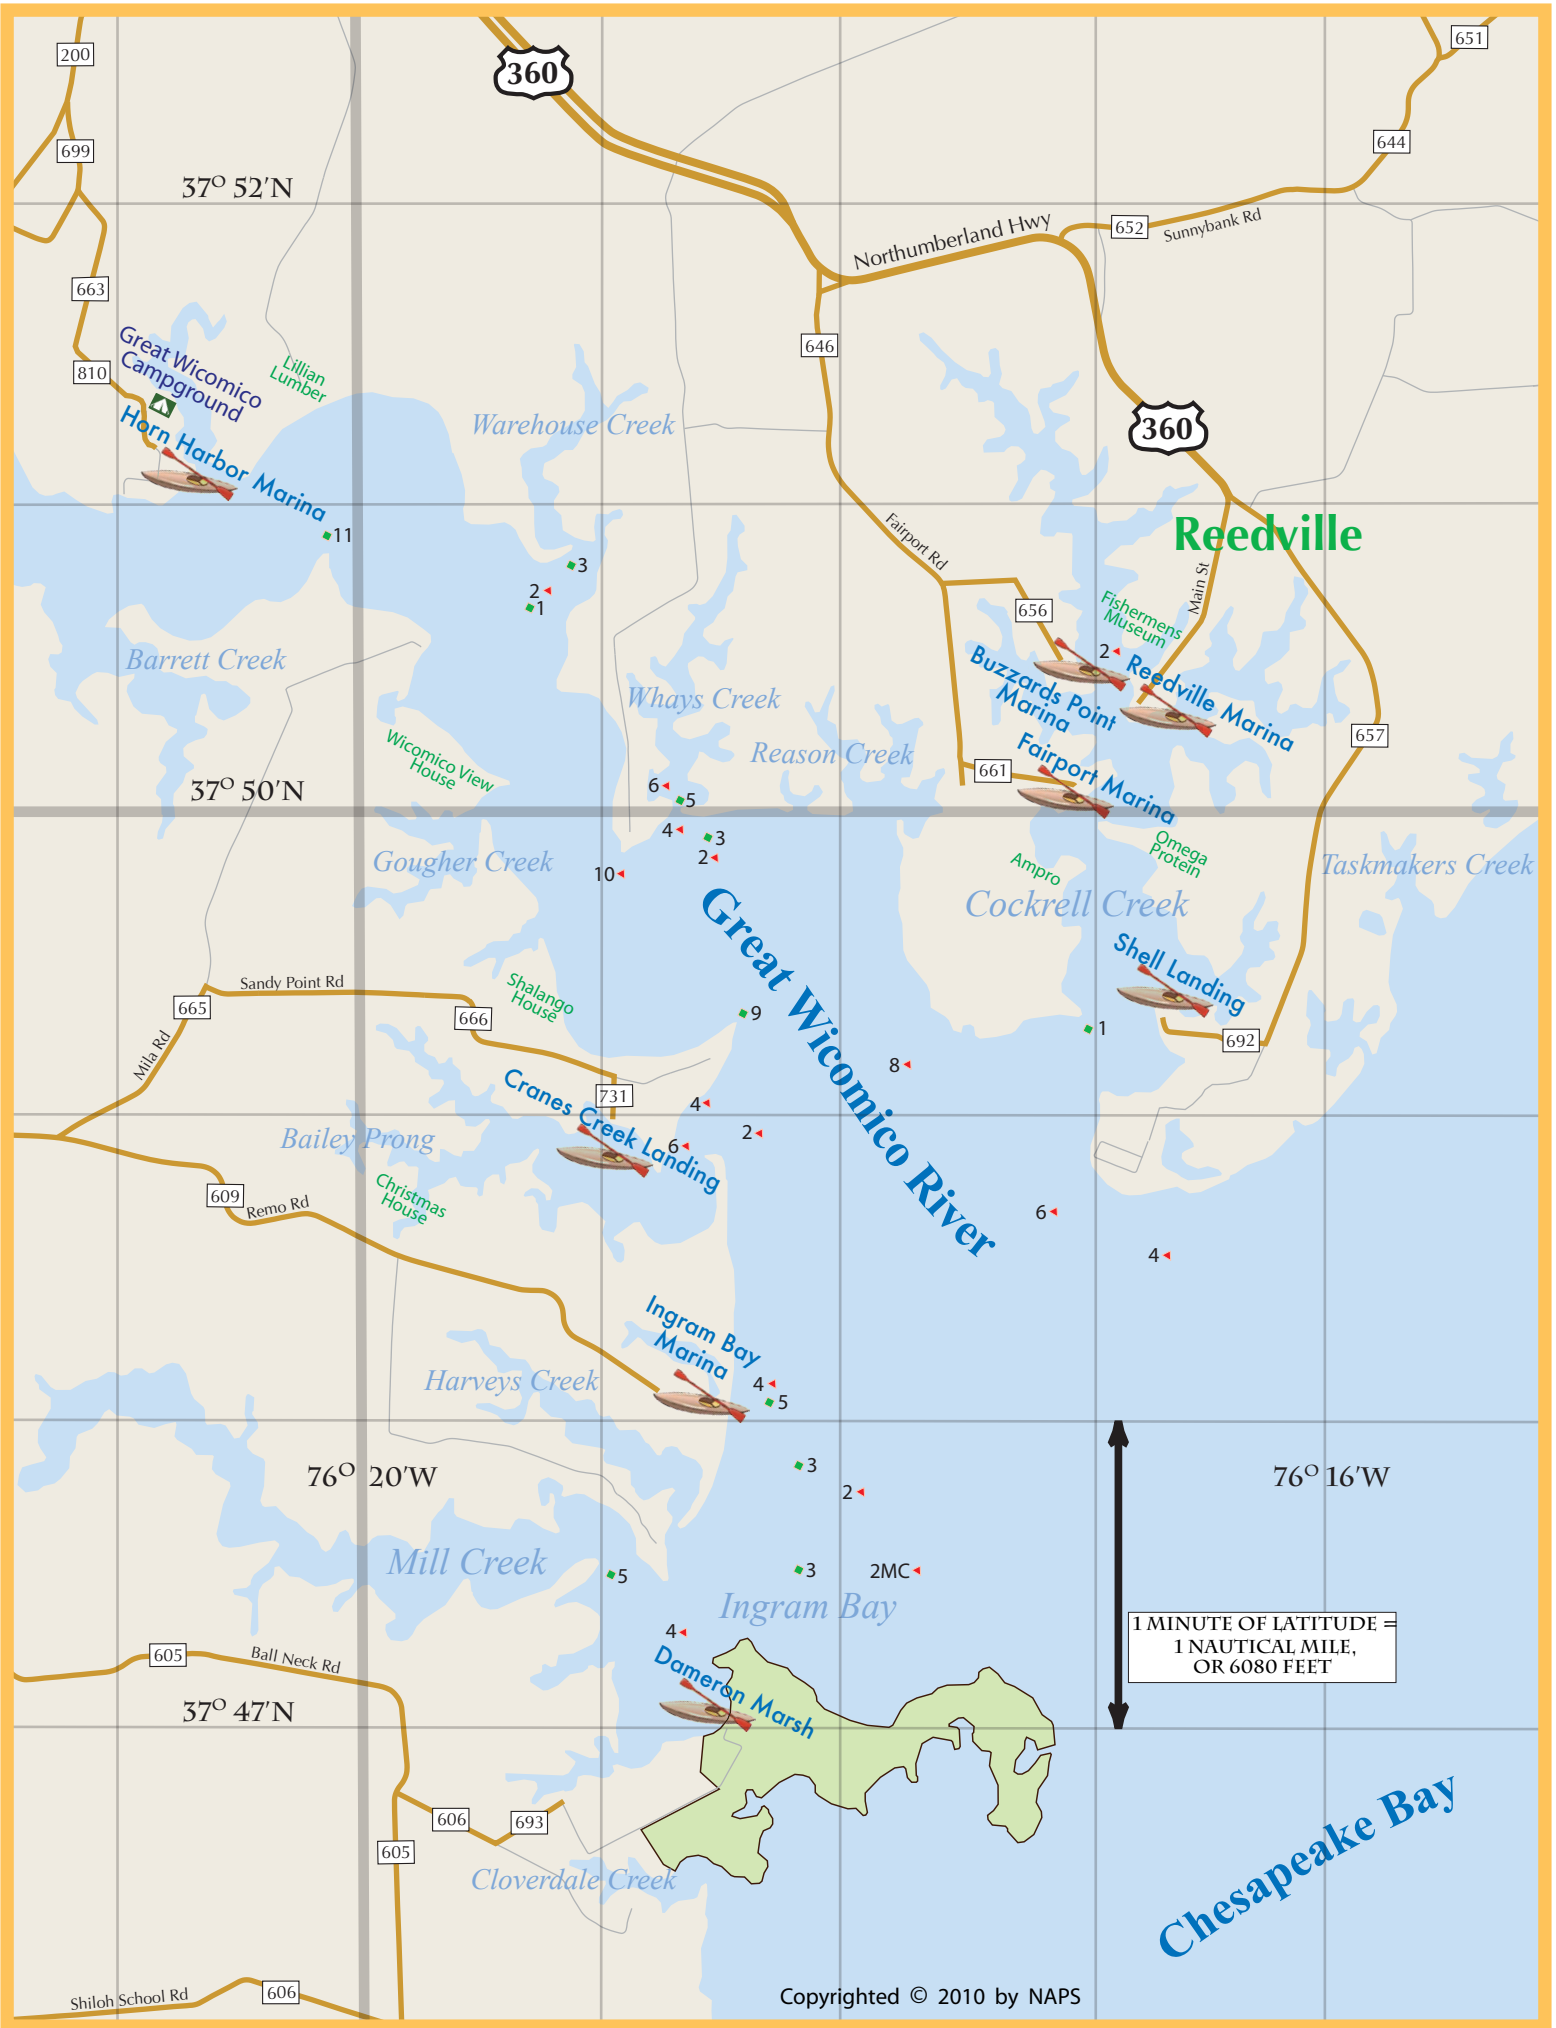 200
360
651
699
644
37° 52'N
652
Sunnybank Rd
Northumberland Hwy
663
646
810
Great Wicomico
Campground
Lillian
Lumber
Horn Harbor Marina
Warehouse Creek
360
Reedville
11
3
2
1
Fairport Rd
Main St
656
Fishermens
Museum
2
Barrett Creek
Buzzards Point
Marina
Reedville Marina
Whays Creek
Reason Creek
Wicomico View
House
Fairport Marina
657
661
37° 50'N
6
5
4
3
2
10
Gougher Creek
Ampro
Omega
Protein
Taskmakers Creek
Cockrell Creek
Great Wicomico River
Shell Landing
Sandy Point Rd
665
Shalango
House
666
9
1
692
Mila Rd
8
Cranes Creek Landing
731
4
2
6
Bailey Prong
609
Remo Rd
Christmas
House
6
4
Ingram Bay
Marina
Harveys Creek
4
5
76° 20'W
3
2
76° 16'W
Mill Creek
5
3
2MC
Ingram Bay
4
1 MINUTE OF LATITUDE =
1 NAUTICAL MILE,
OR 6080 FEET
605
Ball Neck Rd
Dameron Marsh
37° 47'N
606
693
605
Cloverdale Creek
Chesapeake Bay
Shiloh School Rd
606
Copyrighted © 2010 by NAPS